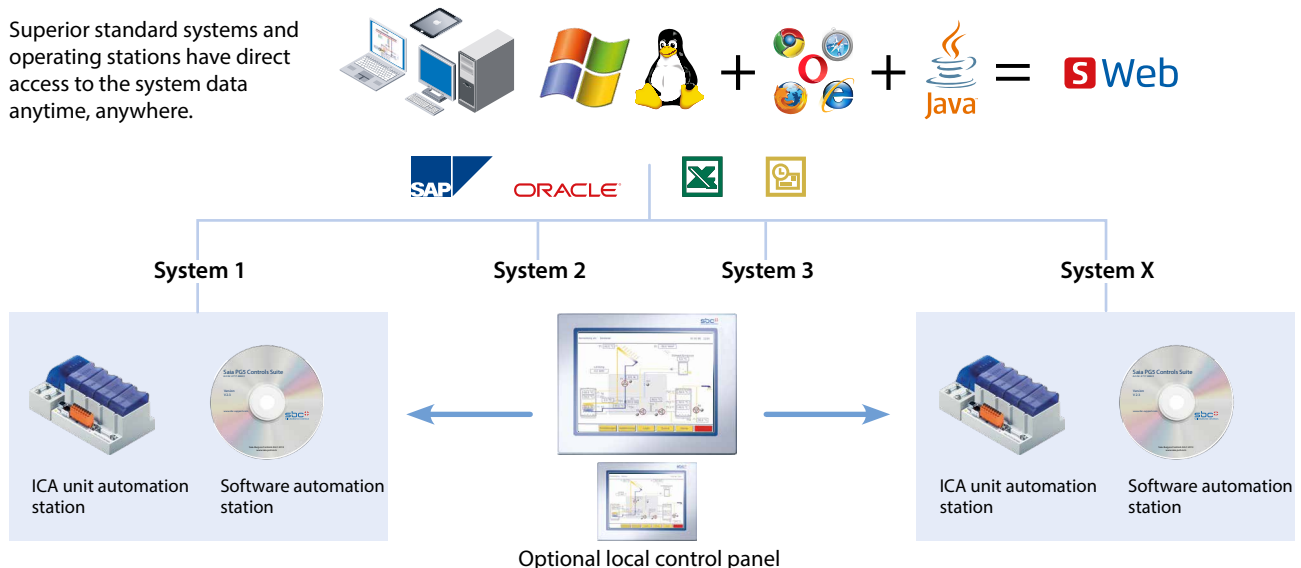 Superior standard systems and
operating stations have direct
access to the system data
anytime, anywhere.
+ + Java = S Web
SAP ORACLE
System 1 System 2 System 3 System X
sbc
Saia PG5 Controls Suite
sbc
Saia PG5 Controls Suite
sbc
ICA unit automation
station
Software automation
station
ICA unit automation
station
Software automation
station
Optional local control panel